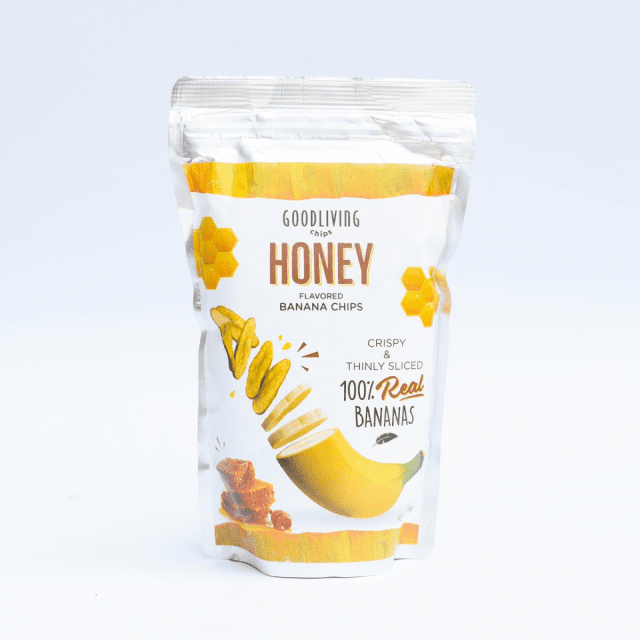 GOODLIVING
chips
HONEY
FLAVORED
BANANA CHIPS
CRISPY
&
THINLY SLICED
100% Real
BANANAS